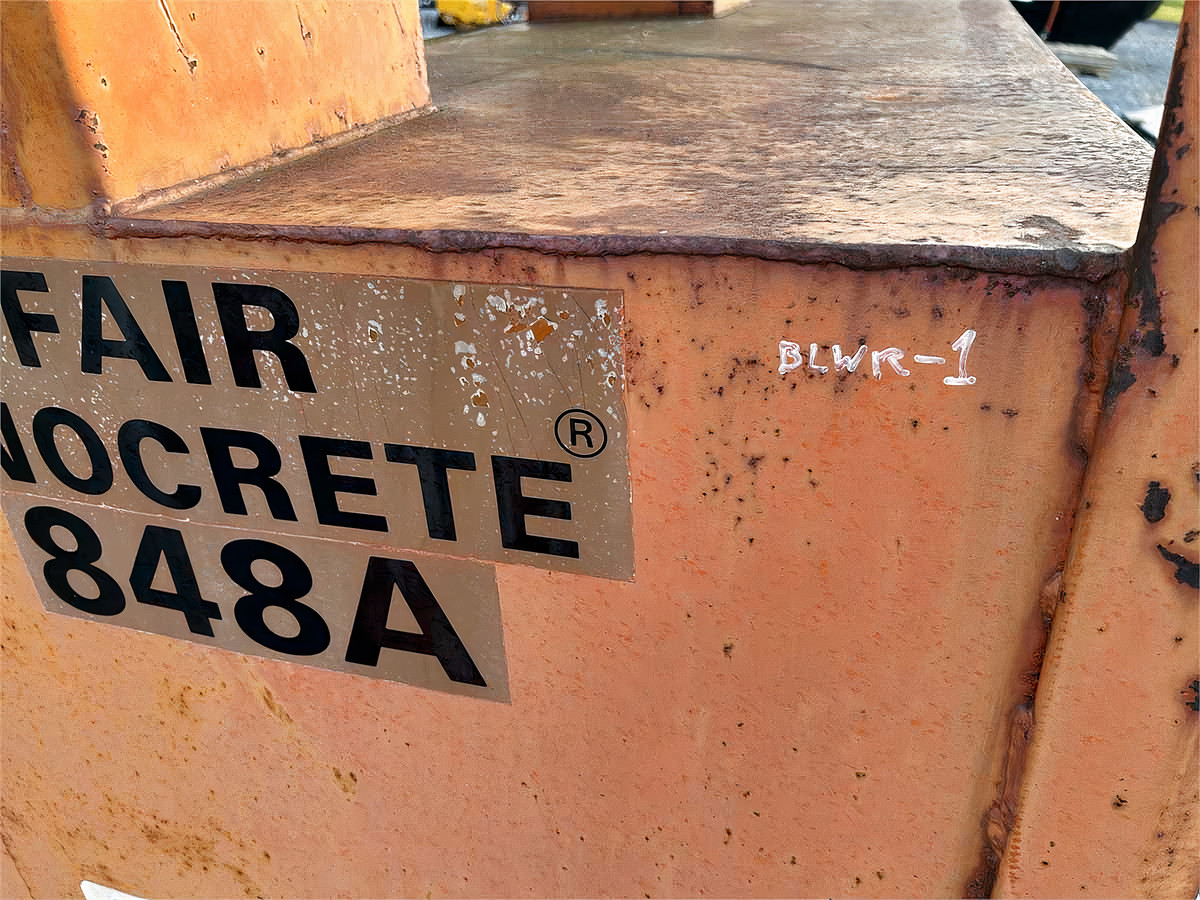 FAIR
NOCRETE®
848A
BLWR-1